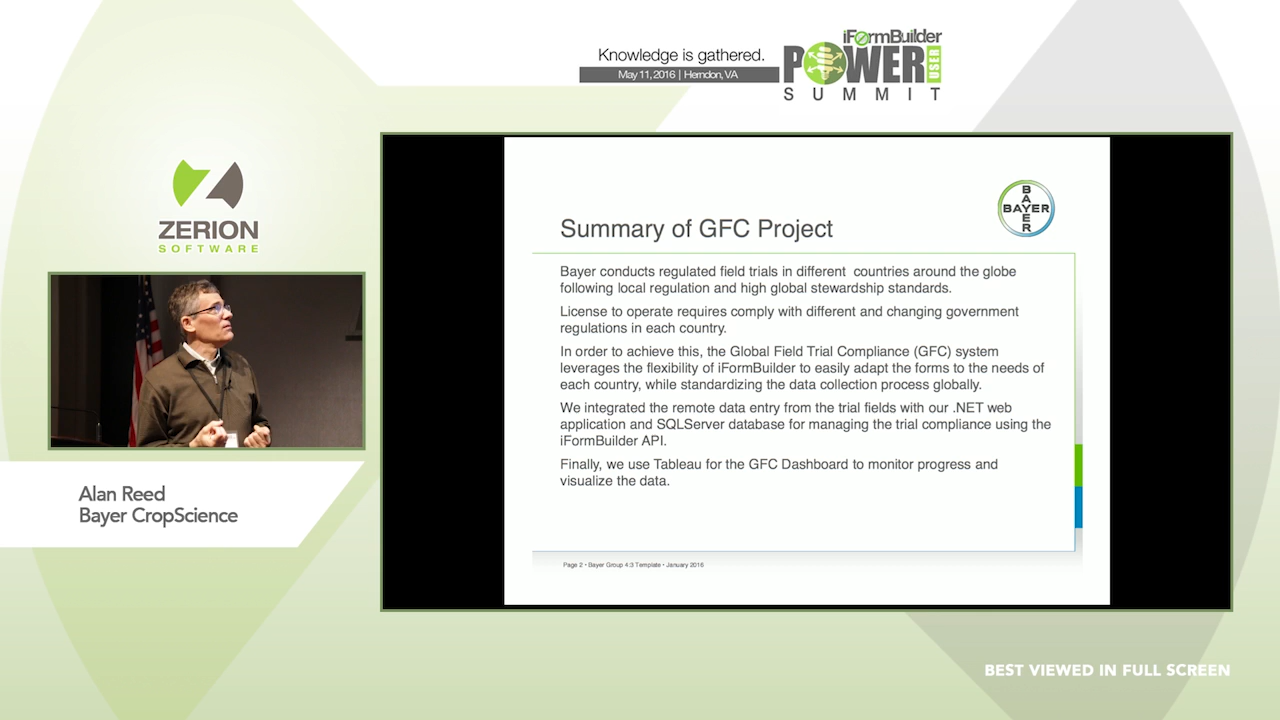 Knowledge is gathered.
May 11, 2016 | Herndon, VA
iFormBuilder
POWER
USER
SUMMIT
ZERION
SOFTWARE
BAYER
BAYER
Summary of GFC Project
Bayer conducts regulated field trials in different countries around the globe
following local regulation and high global stewardship standards.
License to operate requires comply with different and changing government
regulations in each country.
In order to achieve this, the Global Field Trial Compliance (GFC) system
leverages the flexibility of iFormBuilder to easily adapt the forms to the needs of
each country, while standardizing the data collection process globally.
We integrated the remote data entry from the trial fields with our .NET web
application and SQLServer database for managing the trial compliance using the
iFormBuilder API.
Finally, we use Tableau for the GFC Dashboard to monitor progress and
visualize the data.
Page 2 • Bayer Group 4:3 Template • January 2016
Alan Reed
Bayer CropScience
BEST VIEWED IN FULL SCREEN